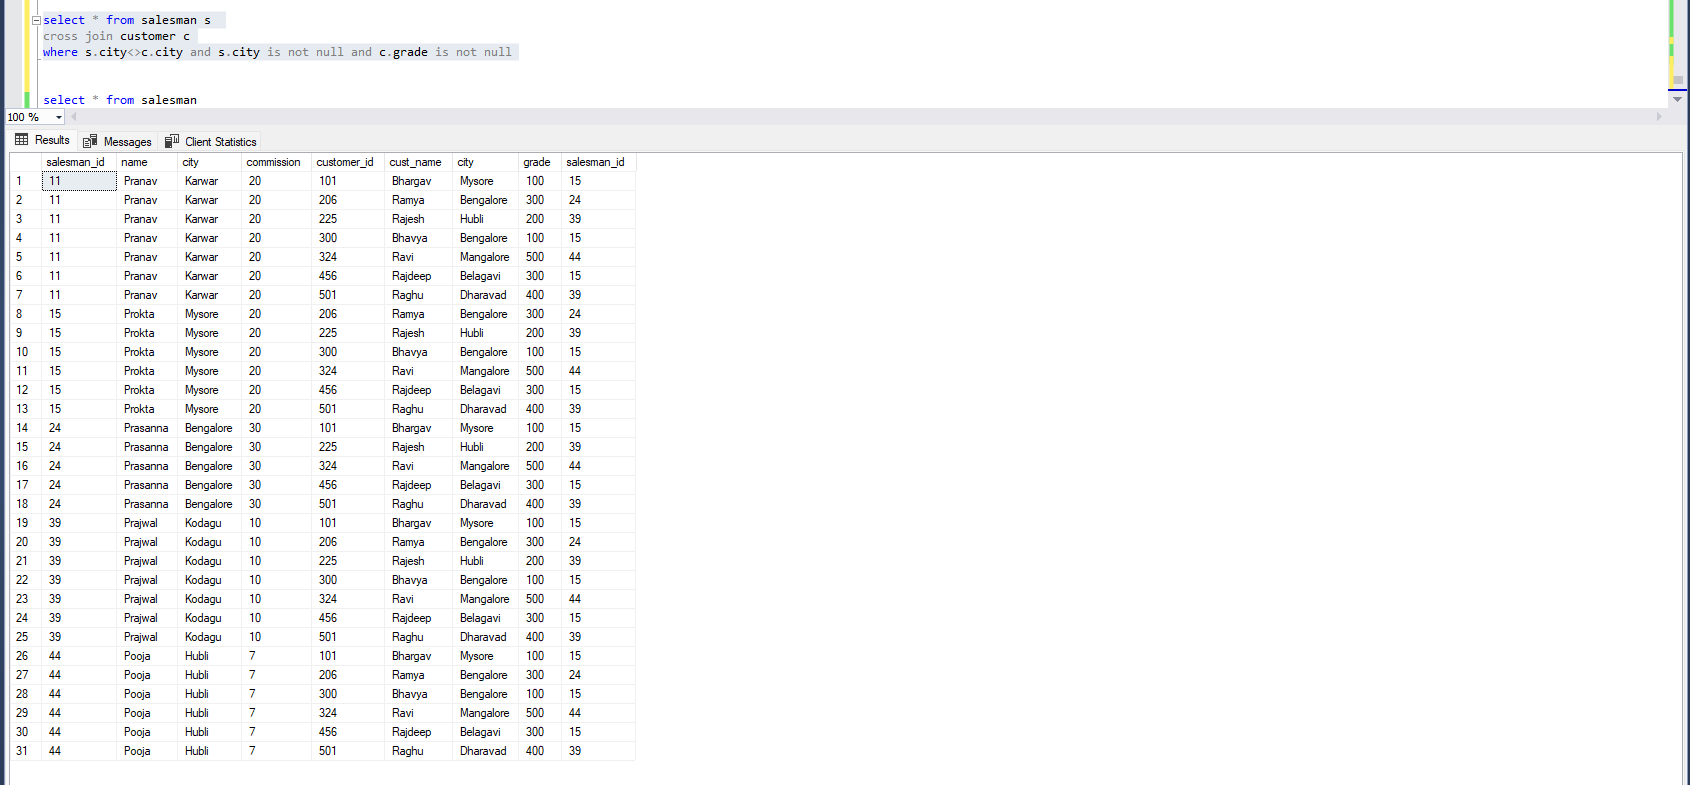 select * from salesman s
cross join customer c
where s.city<>c.city and s.city is not null and c.grade is not null
select * from salesman
100 %
Results Messages Client Statistics
salesman_id name city commission customer_id cust_name city grade salesman_id
1 11 Pranav Karwar 20 101 Bhargav Mysore 100 15
2 11 Pranav Karwar 20 206 Ramya Bengalore 300 24
3 11 Pranav Karwar 20 225 Rajesh Hubli 200 39
4 11 Pranav Karwar 20 300 Bhavya Bengalore 100 15
5 11 Pranav Karwar 20 324 Ravi Mangalore 500 44
6 11 Pranav Karwar 20 456 Rajdeep Belagavi 300 15
7 11 Pranav Karwar 20 501 Raghu Dharavad 400 39
8 15 Prokta Mysore 20 206 Ramya Bengalore 300 24
9 15 Prokta Mysore 20 225 Rajesh Hubli 200 39
10 15 Prokta Mysore 20 300 Bhavya Bengalore 100 15
11 15 Prokta Mysore 20 324 Ravi Mangalore 500 44
12 15 Prokta Mysore 20 456 Rajdeep Belagavi 300 15
13 15 Prokta Mysore 20 501 Raghu Dharavad 400 39
14 24 Prasanna Bengalore 30 101 Bhargav Mysore 100 15
15 24 Prasanna Bengalore 30 225 Rajesh Hubli 200 39
16 24 Prasanna Bengalore 30 324 Ravi Mangalore 500 44
17 24 Prasanna Bengalore 30 456 Rajdeep Belagavi 300 15
18 24 Prasanna Bengalore 30 501 Raghu Dharavad 400 39
19 39 Prajwal Kodagu 10 101 Bhargav Mysore 100 15
20 39 Prajwal Kodagu 10 206 Ramya Bengalore 300 24
21 39 Prajwal Kodagu 10 225 Rajesh Hubli 200 39
22 39 Prajwal Kodagu 10 300 Bhavya Bengalore 100 15
23 39 Prajwal Kodagu 10 324 Ravi Mangalore 500 44
24 39 Prajwal Kodagu 10 456 Rajdeep Belagavi 300 15
25 39 Prajwal Kodagu 10 501 Raghu Dharavad 400 39
26 44 Pooja Hubli 7 101 Bhargav Mysore 100 15
27 44 Pooja Hubli 7 206 Ramya Bengalore 300 24
28 44 Pooja Hubli 7 300 Bhavya Bengalore 100 15
29 44 Pooja Hubli 7 324 Ravi Mangalore 500 44
30 44 Pooja Hubli 7 456 Rajdeep Belagavi 300 15
31 44 Pooja Hubli 7 501 Raghu Dharavad 400 39